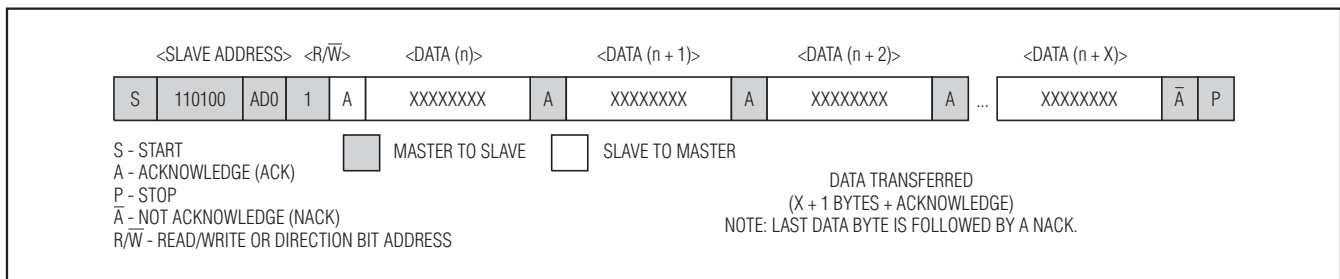 <SLAVE ADDRESS> <R/W̅> <DATA (n)> <DATA (n + 1)> <DATA (n + 2)> <DATA (n + X)>
S 110100 AD0 1 A XXXXXXXX A XXXXXXXX A XXXXXXXX A ... XXXXXXXX A̅ P
S - START
A - ACKNOWLEDGE (ACK)
P - STOP
A̅ - NOT ACKNOWLEDGE (NACK)
R/W̅ - READ/WRITE OR DIRECTION BIT ADDRESS
MASTER TO SLAVE
SLAVE TO MASTER
DATA TRANSFERRED
(X + 1 BYTES + ACKNOWLEDGE)
NOTE: LAST DATA BYTE IS FOLLOWED BY A NACK.